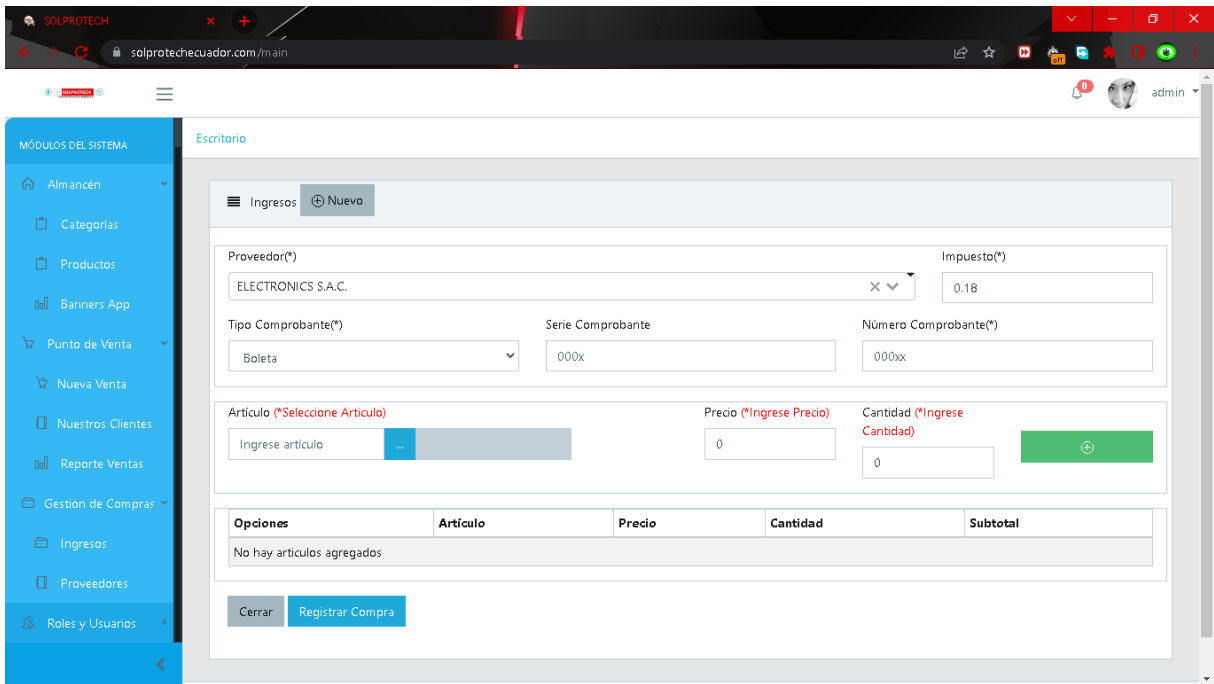 SOLPROTECH
solprotechecuador.com/main
off
SOLPROTECH
0
admin
MÓDULOS DEL SISTEMA
Escritorio
Almancén
Categorías
Productos
Banners App
Punto de Venta
Nueva Venta
Nuestros Clientes
Reporte Ventas
Gestión de Compras
Ingresos
Proveedores
Roles y Usuarios
Ingresos Nuevo
Proveedor(*) Impuesto(*)
ELECTRONICS S.A.C. 0.18
Tipo Comprobante(*) Serie Comprobante Número Comprobante(*)
Boleta 000x 000xx
Artículo (*Seleccione Articulo) Precio (*Ingrese Precio) Cantidad (*Ingrese
Cantidad)
Ingrese artículo ... 0
0
Opciones Artículo Precio Cantidad Subtotal
No hay articulos agregados
Cerrar Registrar Compra